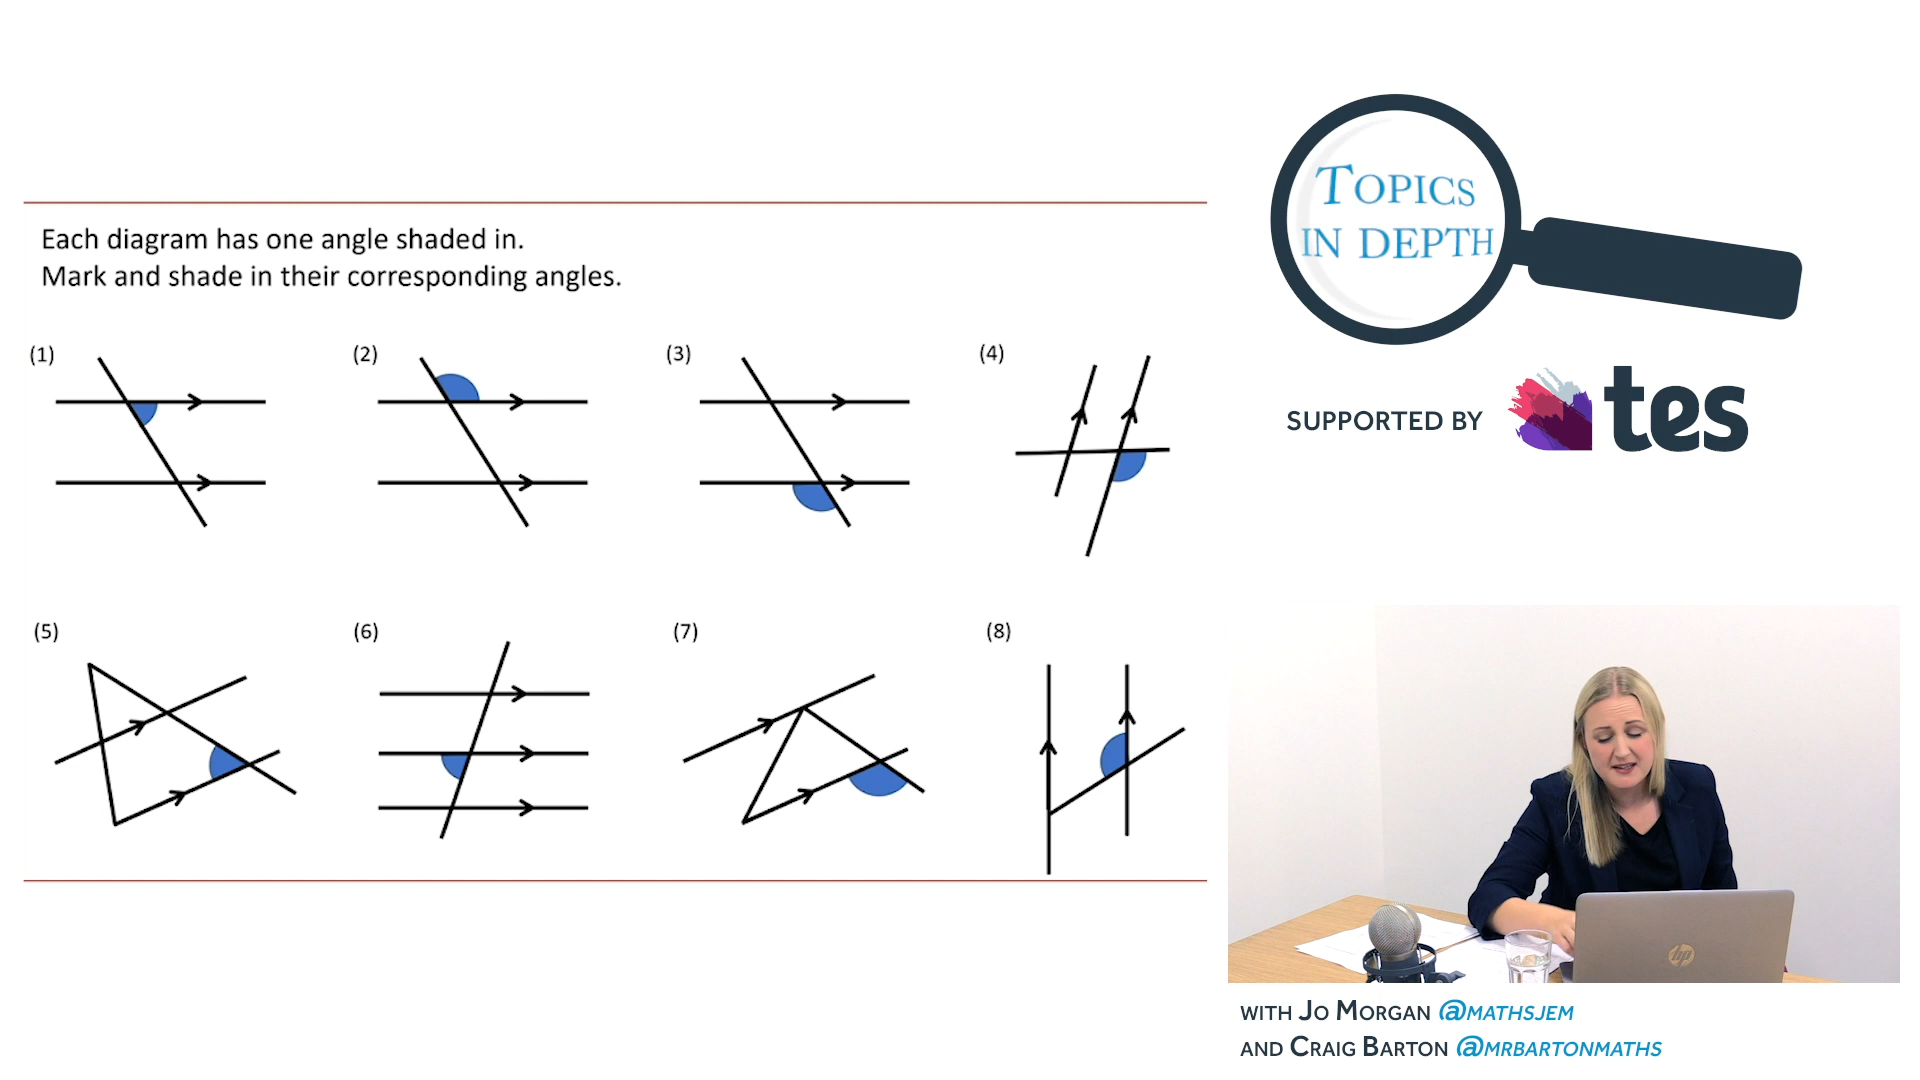 Each diagram has one angle shaded in.
Mark and shade in their corresponding angles.
(1)
(2)
(3)
(4)
(5)
(6)
(7)
(8)
TOPICS
IN DEPTH
SUPPORTED BY
tes
hp
WITH JO MORGAN @MATHSJEM
AND CRAIG BARTON @MRBARTONMATHS